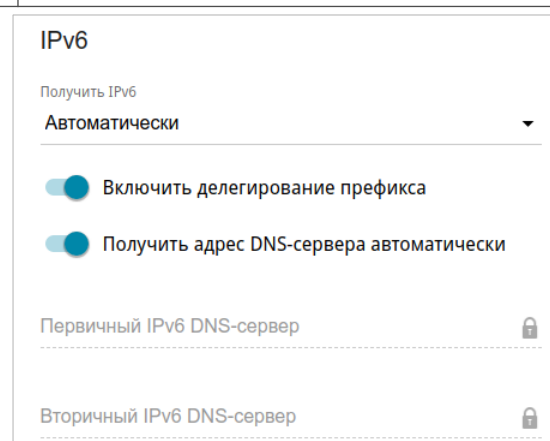 IPv6
Получить IPv6
Автоматически
Включить делегирование префикса
Получить адрес DNS-сервера автоматически
Первичный IPv6 DNS-сервер
Вторичный IPv6 DNS-сервер